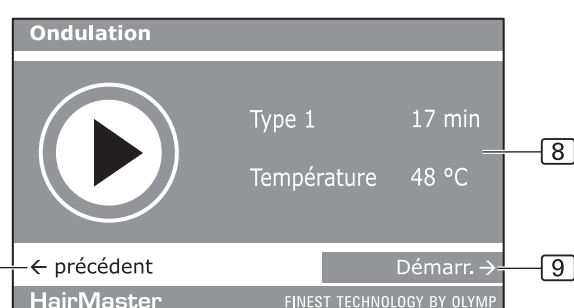 Ondulation
Type 1 17 min
8
Température 48 °C
← précédent Démarr. →
9
HairMaster FINEST TECHNOLOGY BY OLYMP